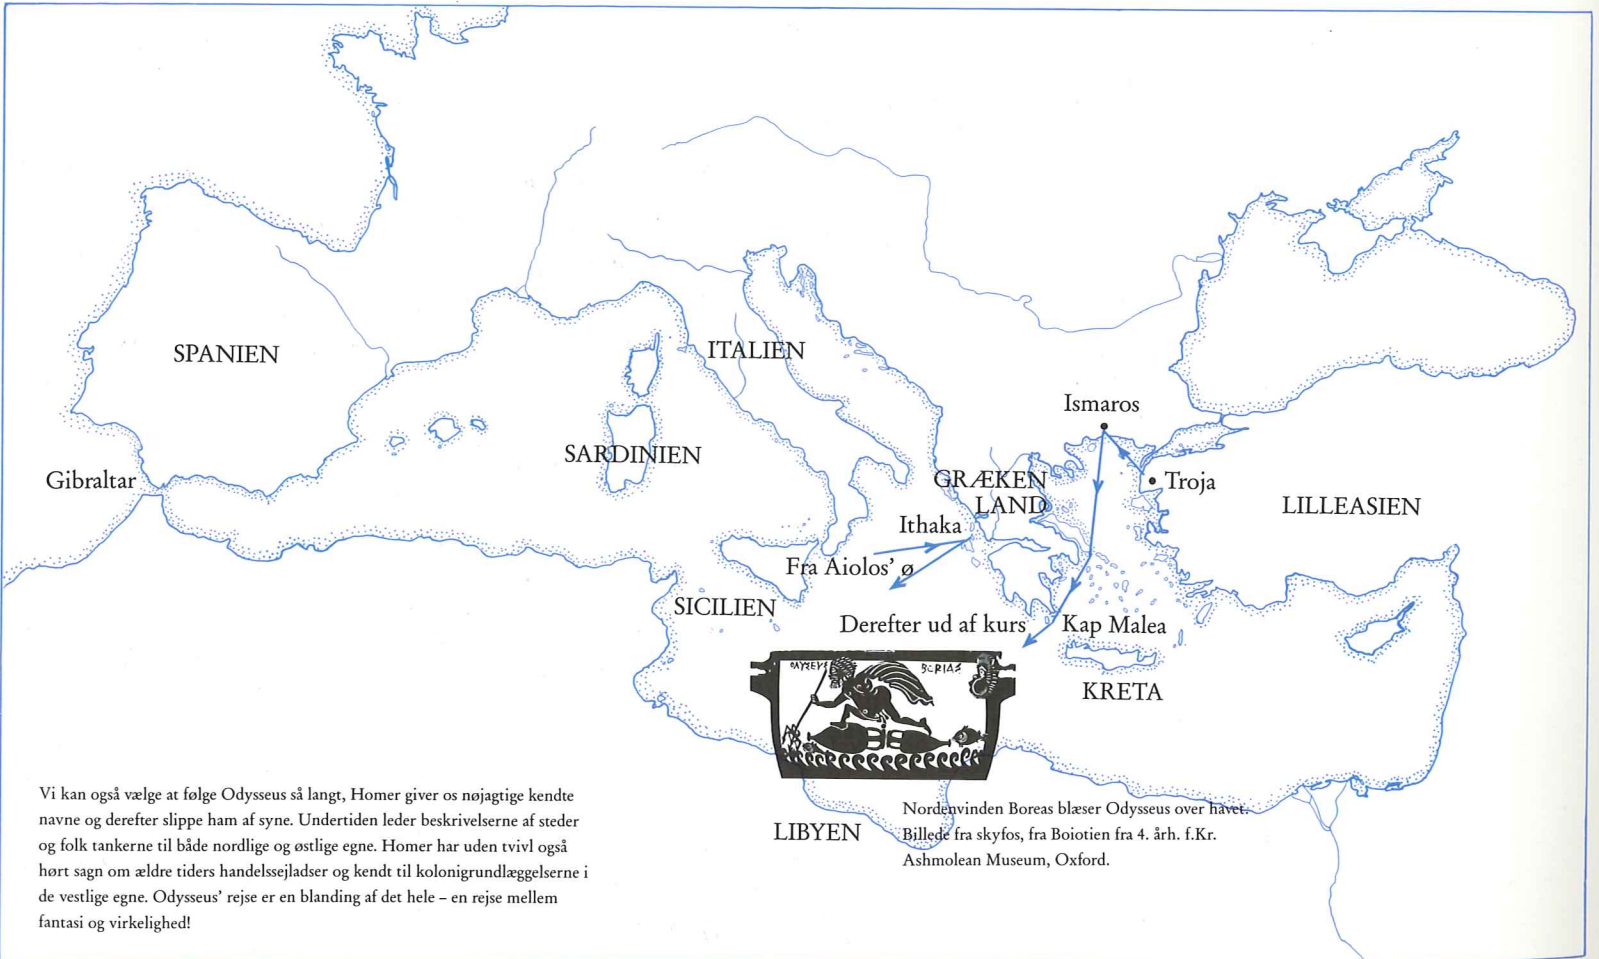 SPANIEN
ITALIEN
Ismaros
SARDINIEN
Gibraltar
GRÆKEN
LAND
Troja
LILLEASIEN
Ithaka
Fra Aiolos’ ø
SICILIEN
Derefter ud af kurs
Kap Malea
KRETA
Vi kan også vælge at følge Odysseus så langt, Homer giver os nøjagtige kendte
navne og derefter slippe ham af syne. Undertiden leder beskrivelserne af steder
og folk tankerne til både nordlige og østlige egne. Homer har uden tvivl også
hørt sagn om ældre tiders handelssejladser og kendt til kolonigrundlæggelserne i
de vestlige egne. Odysseus’ rejse er en blanding af det hele – en rejse mellem
fantasi og virkelighed!
LIBYEN
Nordenvinden Boreas blæser Odysseus over havet.
Billede fra skyfos, fra Boiotien fra 4. årh. f.Kr.
Ashmolean Museum, Oxford.